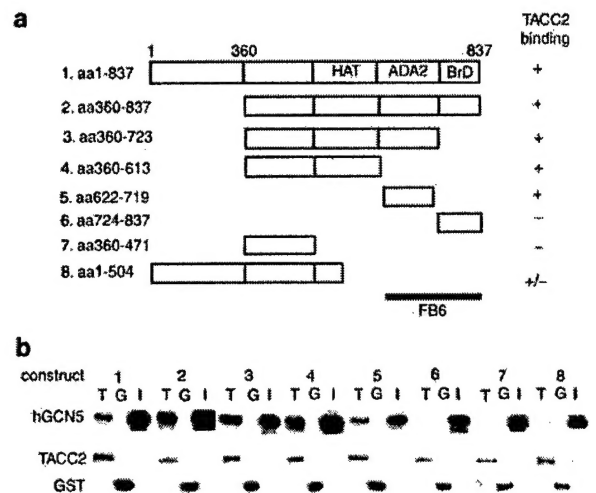 a
TACC2
binding
1 360 837
1. aa1-837 HAT ADA2 BrD +
2. aa360-837 +
3. aa360-723 +
4. aa360-613 +
5. aa622-719 +
6. aa724-837 –
7. aa360-471 –
8. aa1-504 +/–
FB6
b
construct 1 2 3 4 5 6 7 8
T G I T G I T G I T G I T G I T G I T G I T G I
hGCN5
TACC2
GST